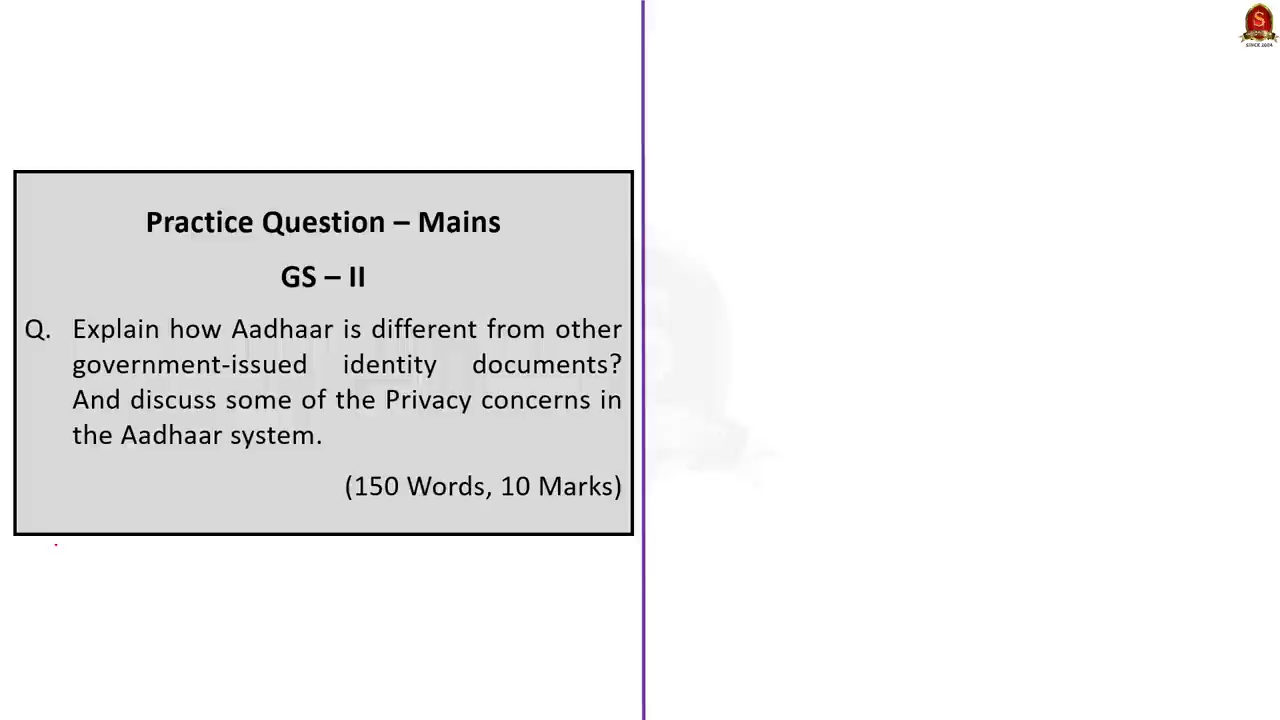 Practice Question – Mains
GS – II
Q. Explain how Aadhaar is different from other
government-issued identity documents?
And discuss some of the Privacy concerns in
the Aadhaar system.
(150 Words, 10 Marks)
S